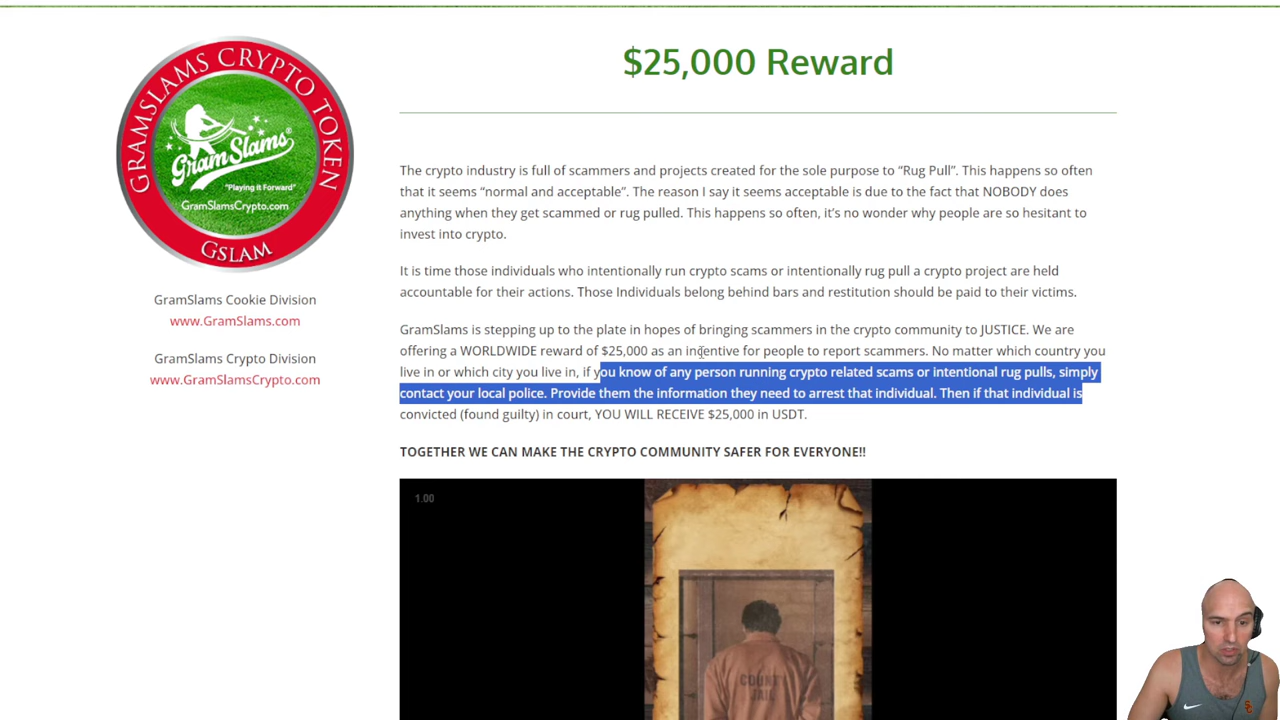 $25,000 Reward
GRAMSLAMS CRYPTO TOKEN
GramSlams®
"Playing It Forward"
GramSlamsCrypto.com
GSLAM
GramSlams Cookie Division
www.GramSlams.com
GramSlams Crypto Division
www.GramSlamsCrypto.com
The crypto industry is full of scammers and projects created for the sole purpose to “Rug Pull”. This happens so often
that it seems “normal and acceptable”. The reason I say it seems acceptable is due to the fact that NOBODY does
anything when they get scammed or rug pulled. This happens so often, it’s no wonder why people are so hesitant to
invest into crypto.
It is time those individuals who intentionally run crypto scams or intentionally rug pull a crypto project are held
accountable for their actions. Those Individuals belong behind bars and restitution should be paid to their victims.
GramSlams is stepping up to the plate in hopes of bringing scammers in the crypto community to JUSTICE. We are
offering a WORLDWIDE reward of $25,000 as an incentive for people to report scammers. No matter which country you
live in or which city you live in, if you know of any person running crypto related scams or intentional rug pulls, simply
contact your local police. Provide them the information they need to arrest that individual. Then if that individual is
convicted (found guilty) in court, YOU WILL RECEIVE $25,000 in USDT.
TOGETHER WE CAN MAKE THE CRYPTO COMMUNITY SAFER FOR EVERYONE!!
1.00
COUNTY
JAIL